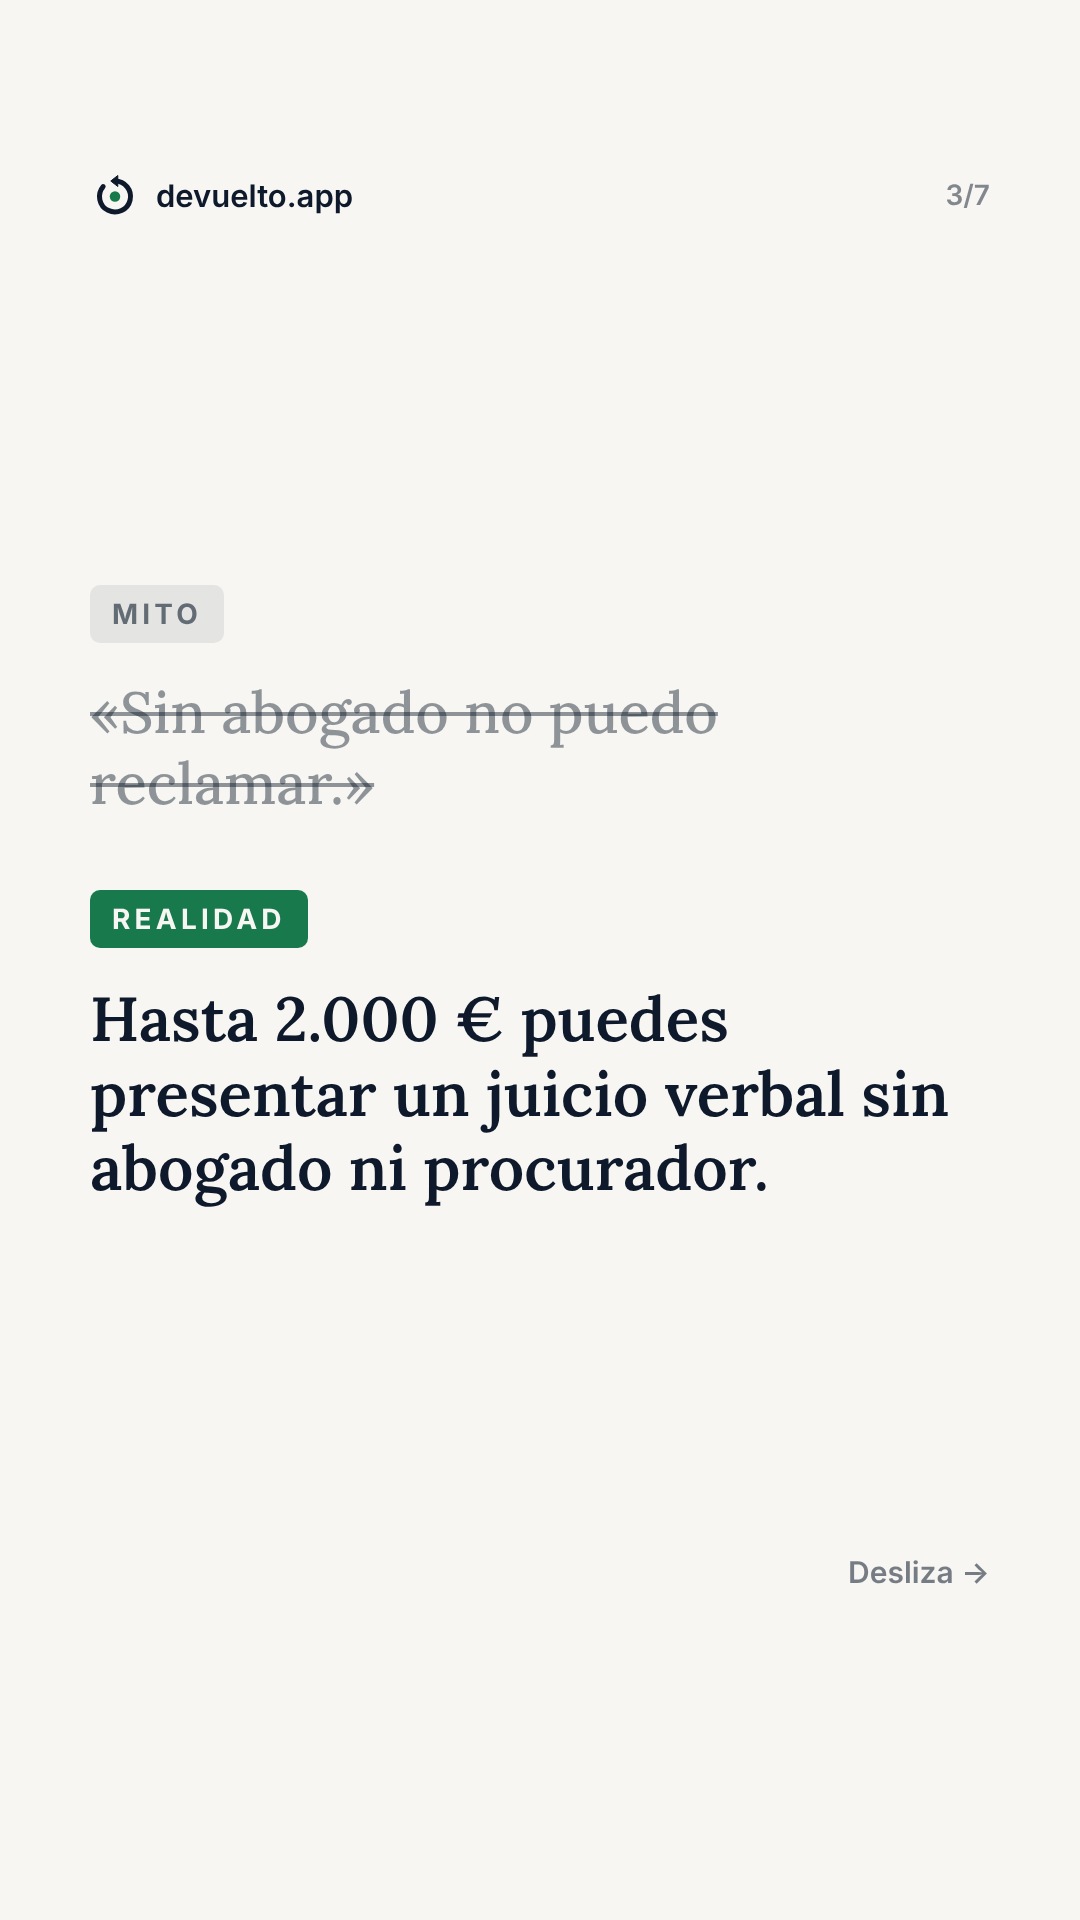 devuelto.app
3/7
MITO
«Sin abogado no puedo
reclamar.»
REALIDAD
Hasta 2.000 € puedes
presentar un juicio verbal sin
abogado ni procurador.
Desliza →